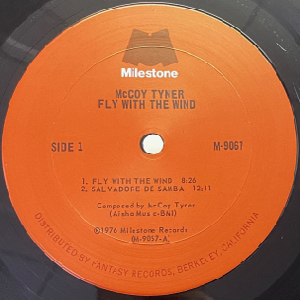 Milestone
McCOY TYNER
FLY WITH THE WIND
SIDE 1
M-9067
1. FLY WITH THE WIND 8:26
2. SALVADORE DE SAMBA 12:11
Composed by McCoy Tyner
(Aisha Music-BMI)
©1976 Milestone Records
(M-9067-A)
DISTRIBUTED BY FANTASY RECORDS, BERKELEY, CALIFORNIA